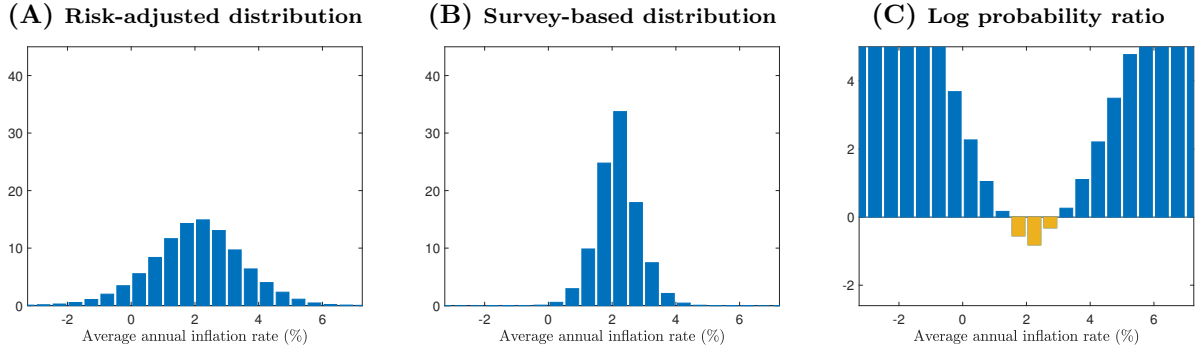 (A) Risk-adjusted distribution
40
30
20
10
0
-2 0 2 4 6
Average annual inflation rate (%)
(B) Survey-based distribution
40
30
20
10
0
-2 0 2 4 6
Average annual inflation rate (%)
(C) Log probability ratio
4
2
0
-2
-2 0 2 4 6
Average annual inflation rate (%)